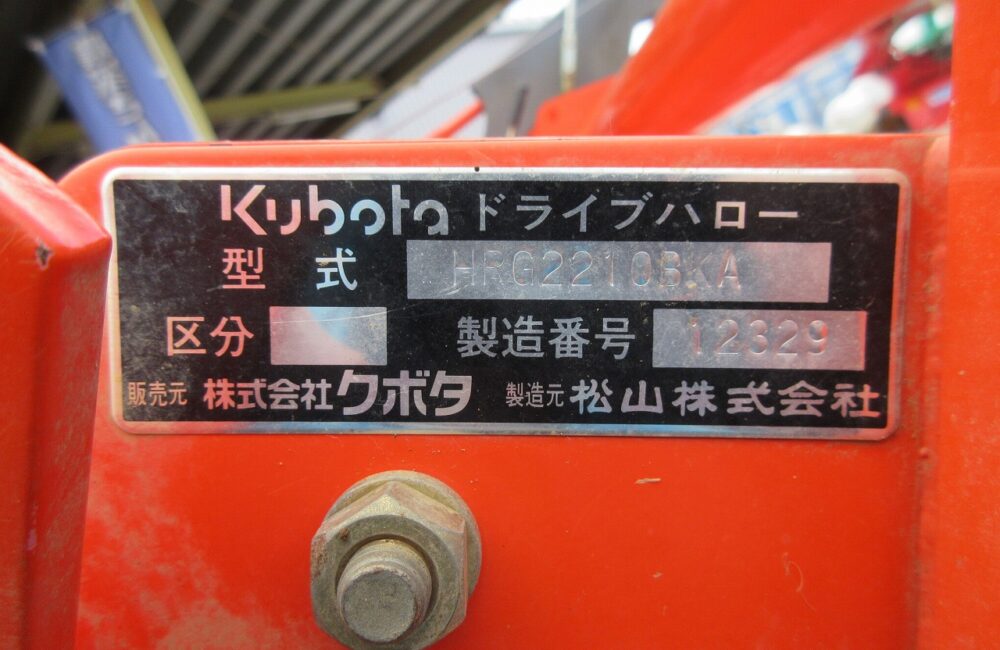 Kubota ドライブハロー
型式 HRG2210BKA
区分 製造番号 12329
販売元 株式会社クボタ 製造元 松山株式会社